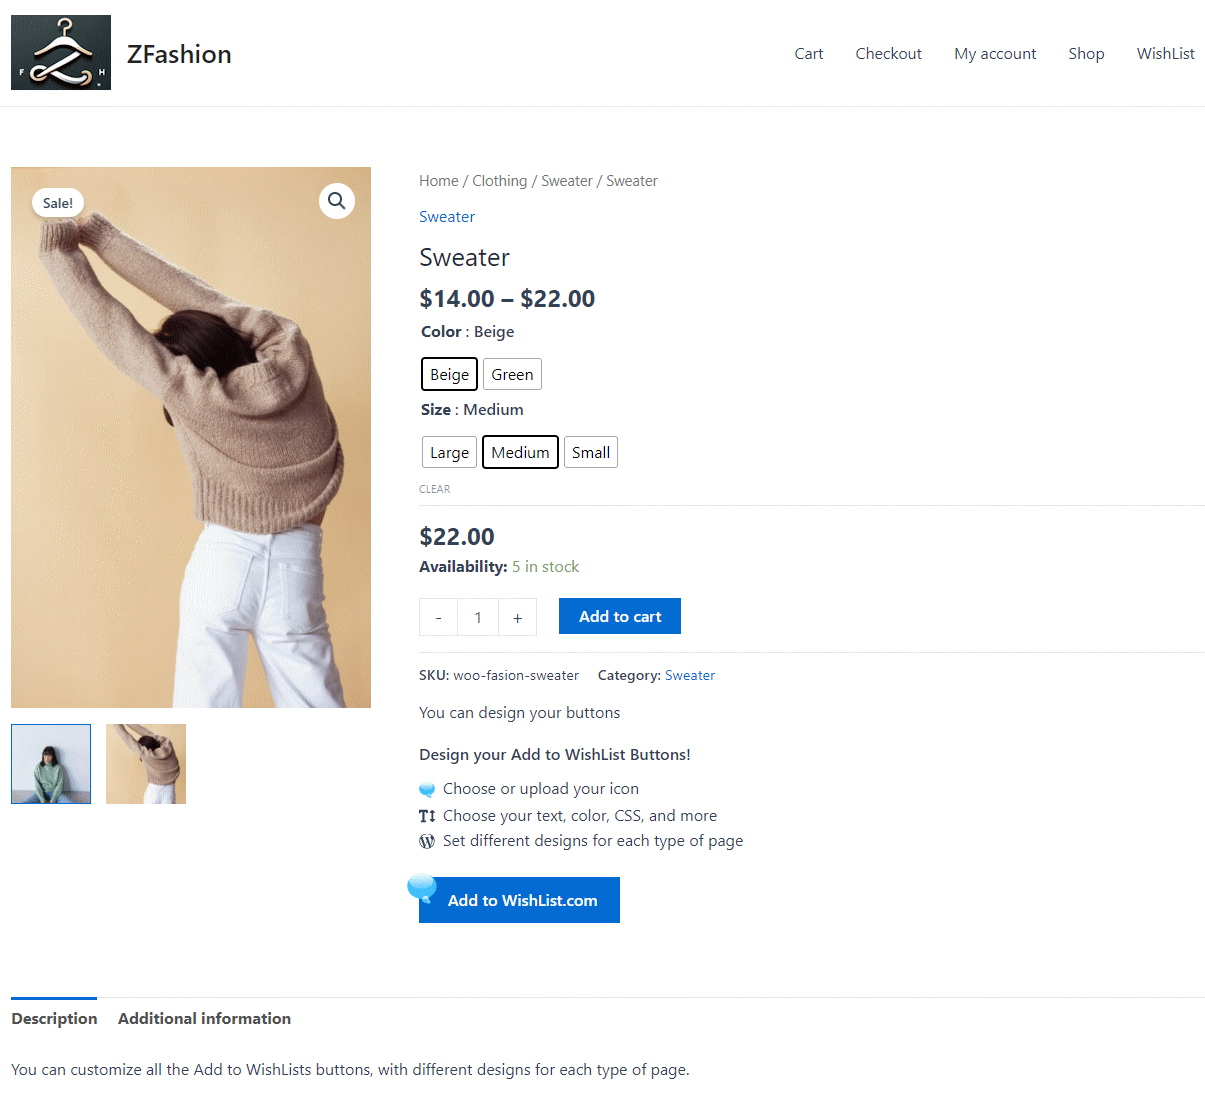 F H
ZFashion
Cart Checkout My account Shop WishList
Sale!
Home / Clothing / Sweater / Sweater
Sweater
Sweater
$14.00 – $22.00
Color : Beige
Beige Green
Size : Medium
Large Medium Small
CLEAR
$22.00
Availability: 5 in stock
- 1 + Add to cart
SKU: woo-fasion-sweater Category: Sweater
You can design your buttons
Design your Add to WishList Buttons!
Choose or upload your icon
Choose your text, color, CSS, and more
Set different designs for each type of page
Add to WishList.com
Description Additional information
You can customize all the Add to WishLists buttons, with different designs for each type of page.